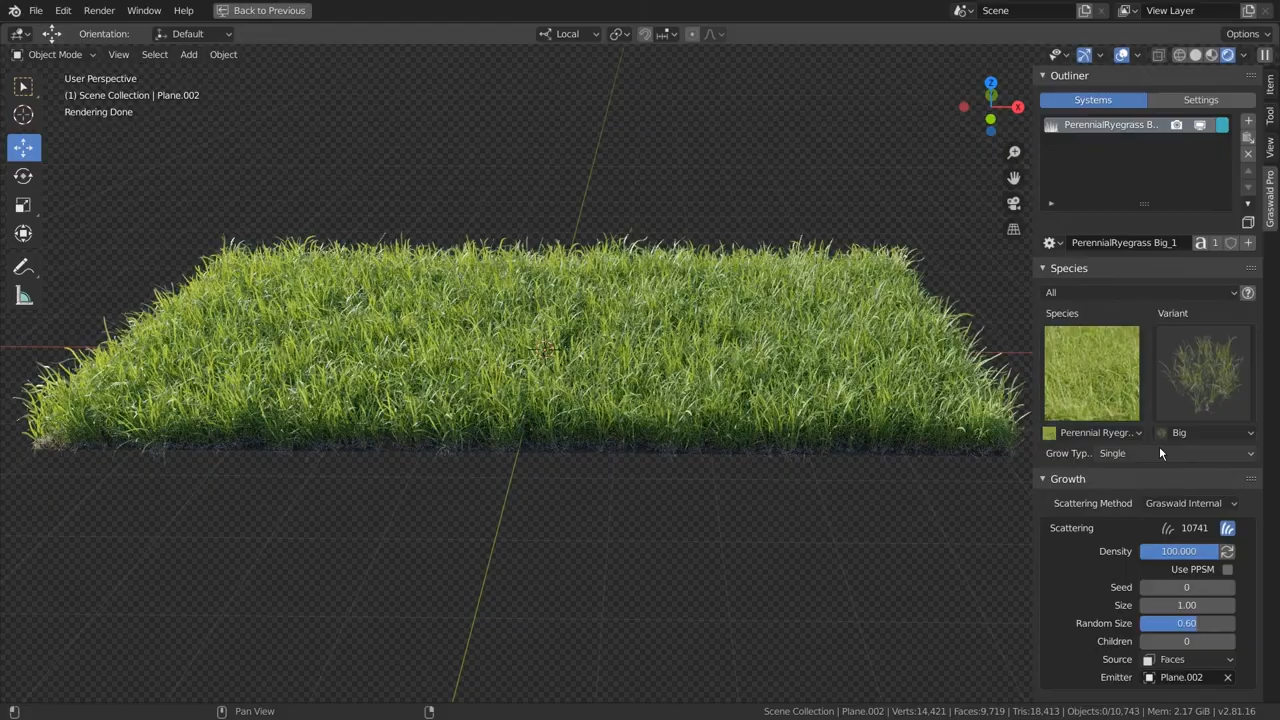 File Edit Render Window Help Back to Previous Scene View Layer
Orientation: Default Local Options
Object Mode View Select Add Object
User Perspective
(1) Scene Collection | Plane.002
Rendering Done
Z
X
Outliner
Systems Settings
PerennialRyegrass B..
PerennialRyegrass Big_1 a 1
Species
All ?
Species Variant
Perennial Ryegr.. Big
Grow Typ.. Single
Growth
Scattering Method Graswald Internal
Scattering 10741
Density 100.000
Use PPSM
Seed 0
Size 1.00
Random Size 0.60
Children 0
Source Faces
Emitter Plane.002
Item
Tool
View
Graswald Pro
Pan View Scene Collection | Plane.002 | Verts:14,421 | Faces:9,719 | Tris:18,413 | Objects:0/10,743 | Mem: 2.17 GiB | v2.81.16